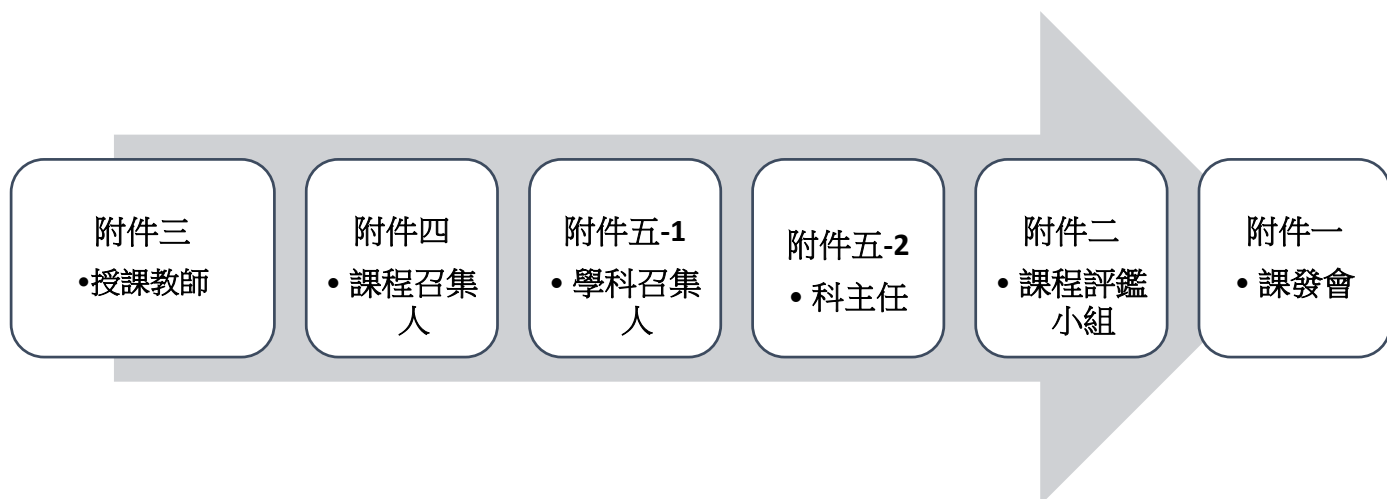 附件三
•授課教師
附件四
• 課程召集
人
附件五-1
• 學科召集
人
附件五-2
• 科主任
附件二
• 課程評鑑
小組
附件一
• 課發會